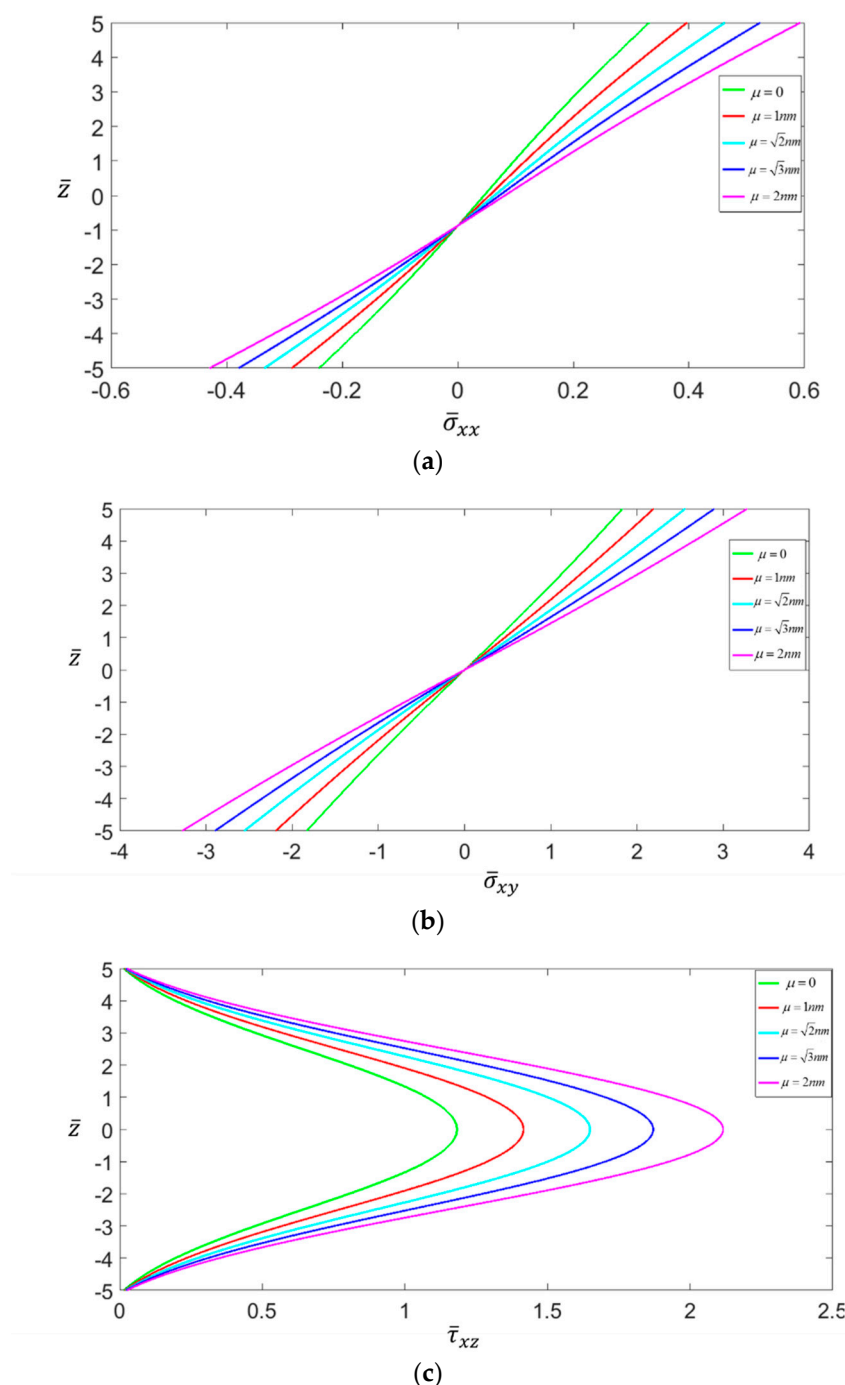 5
4
3
2
1
0
-1
-2
-3
-4
-5
z̄
-0.6 -0.4 -0.2 0 0.2 0.4 0.6
σ̄xx
μ = 0
μ = 1nm
μ = √2nm
μ = √3nm
μ = 2nm
(a)
5
4
3
2
1
0
-1
-2
-3
-4
-5
z̄
-4 -3 -2 -1 0 1 2 3 4
σ̄xy
μ = 0
μ = 1nm
μ = √2nm
μ = √3nm
μ = 2nm
(b)
5
4
3
2
1
0
-1
-2
-3
-4
-5
z̄
0 0.5 1 1.5 2 2.5
τ̄xz
μ = 0
μ = 1nm
μ = √2nm
μ = √3nm
μ = 2nm
(c)